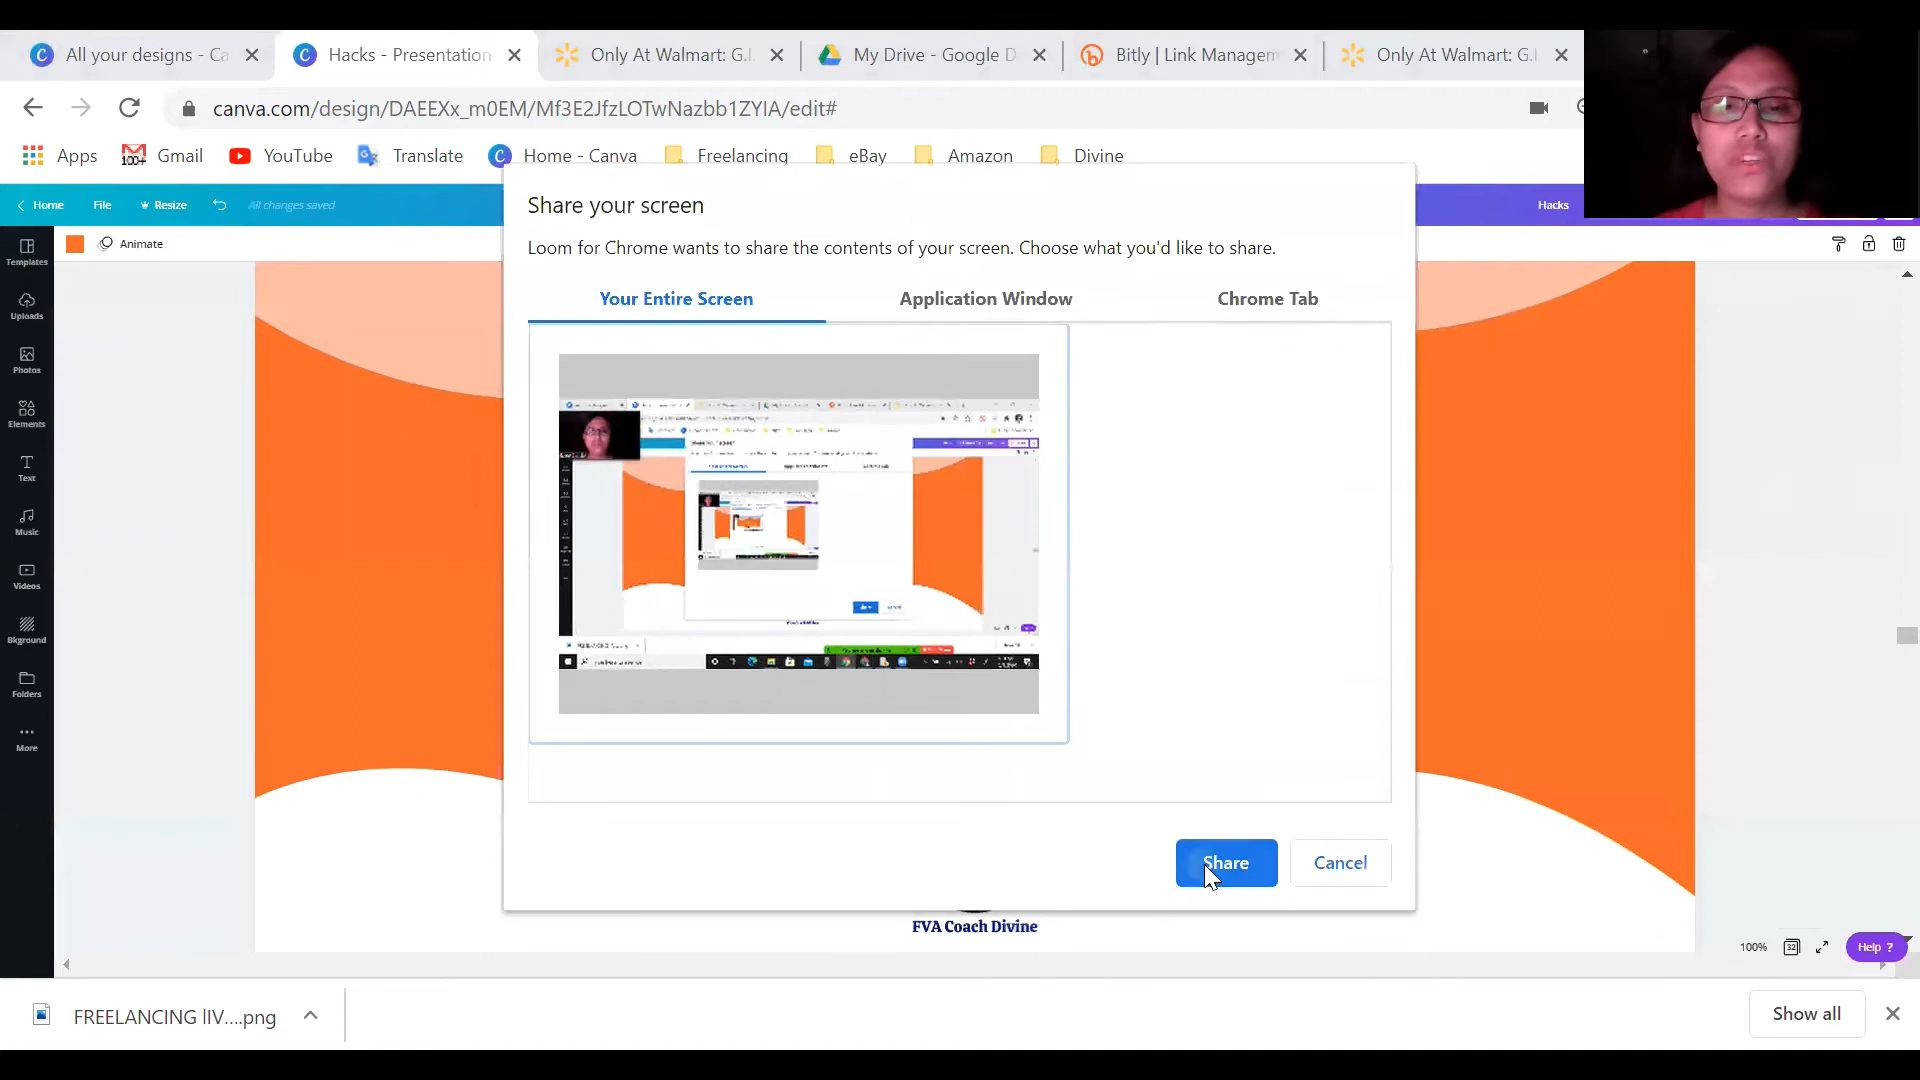 All your designs - Ca
Hacks - Presentation
Only At Walmart: G.I.
My Drive - Google D
Bitly | Link Managem
Only At Walmart: G.I
canva.com/design/DAEEXx_m0EM/Mf3E2JfzLOTwNazbb1ZYIA/edit#
Apps
100+
Gmail
YouTube
Translate
Home - Canva
Freelancing
eBay
Amazon
Divine
Home
File
Resize
All changes saved
Hacks
Animate
Templates
Uploads
Photos
Elements
Text
Music
Videos
Bkground
Folders
More
Share your screen
Loom for Chrome wants to share the contents of your screen. Choose what you'd like to share.
Your Entire Screen
Application Window
Chrome Tab
Share
Cancel
FVA Coach Divine
100%
32
Help ?
FREELANCING lIV....png
Show all